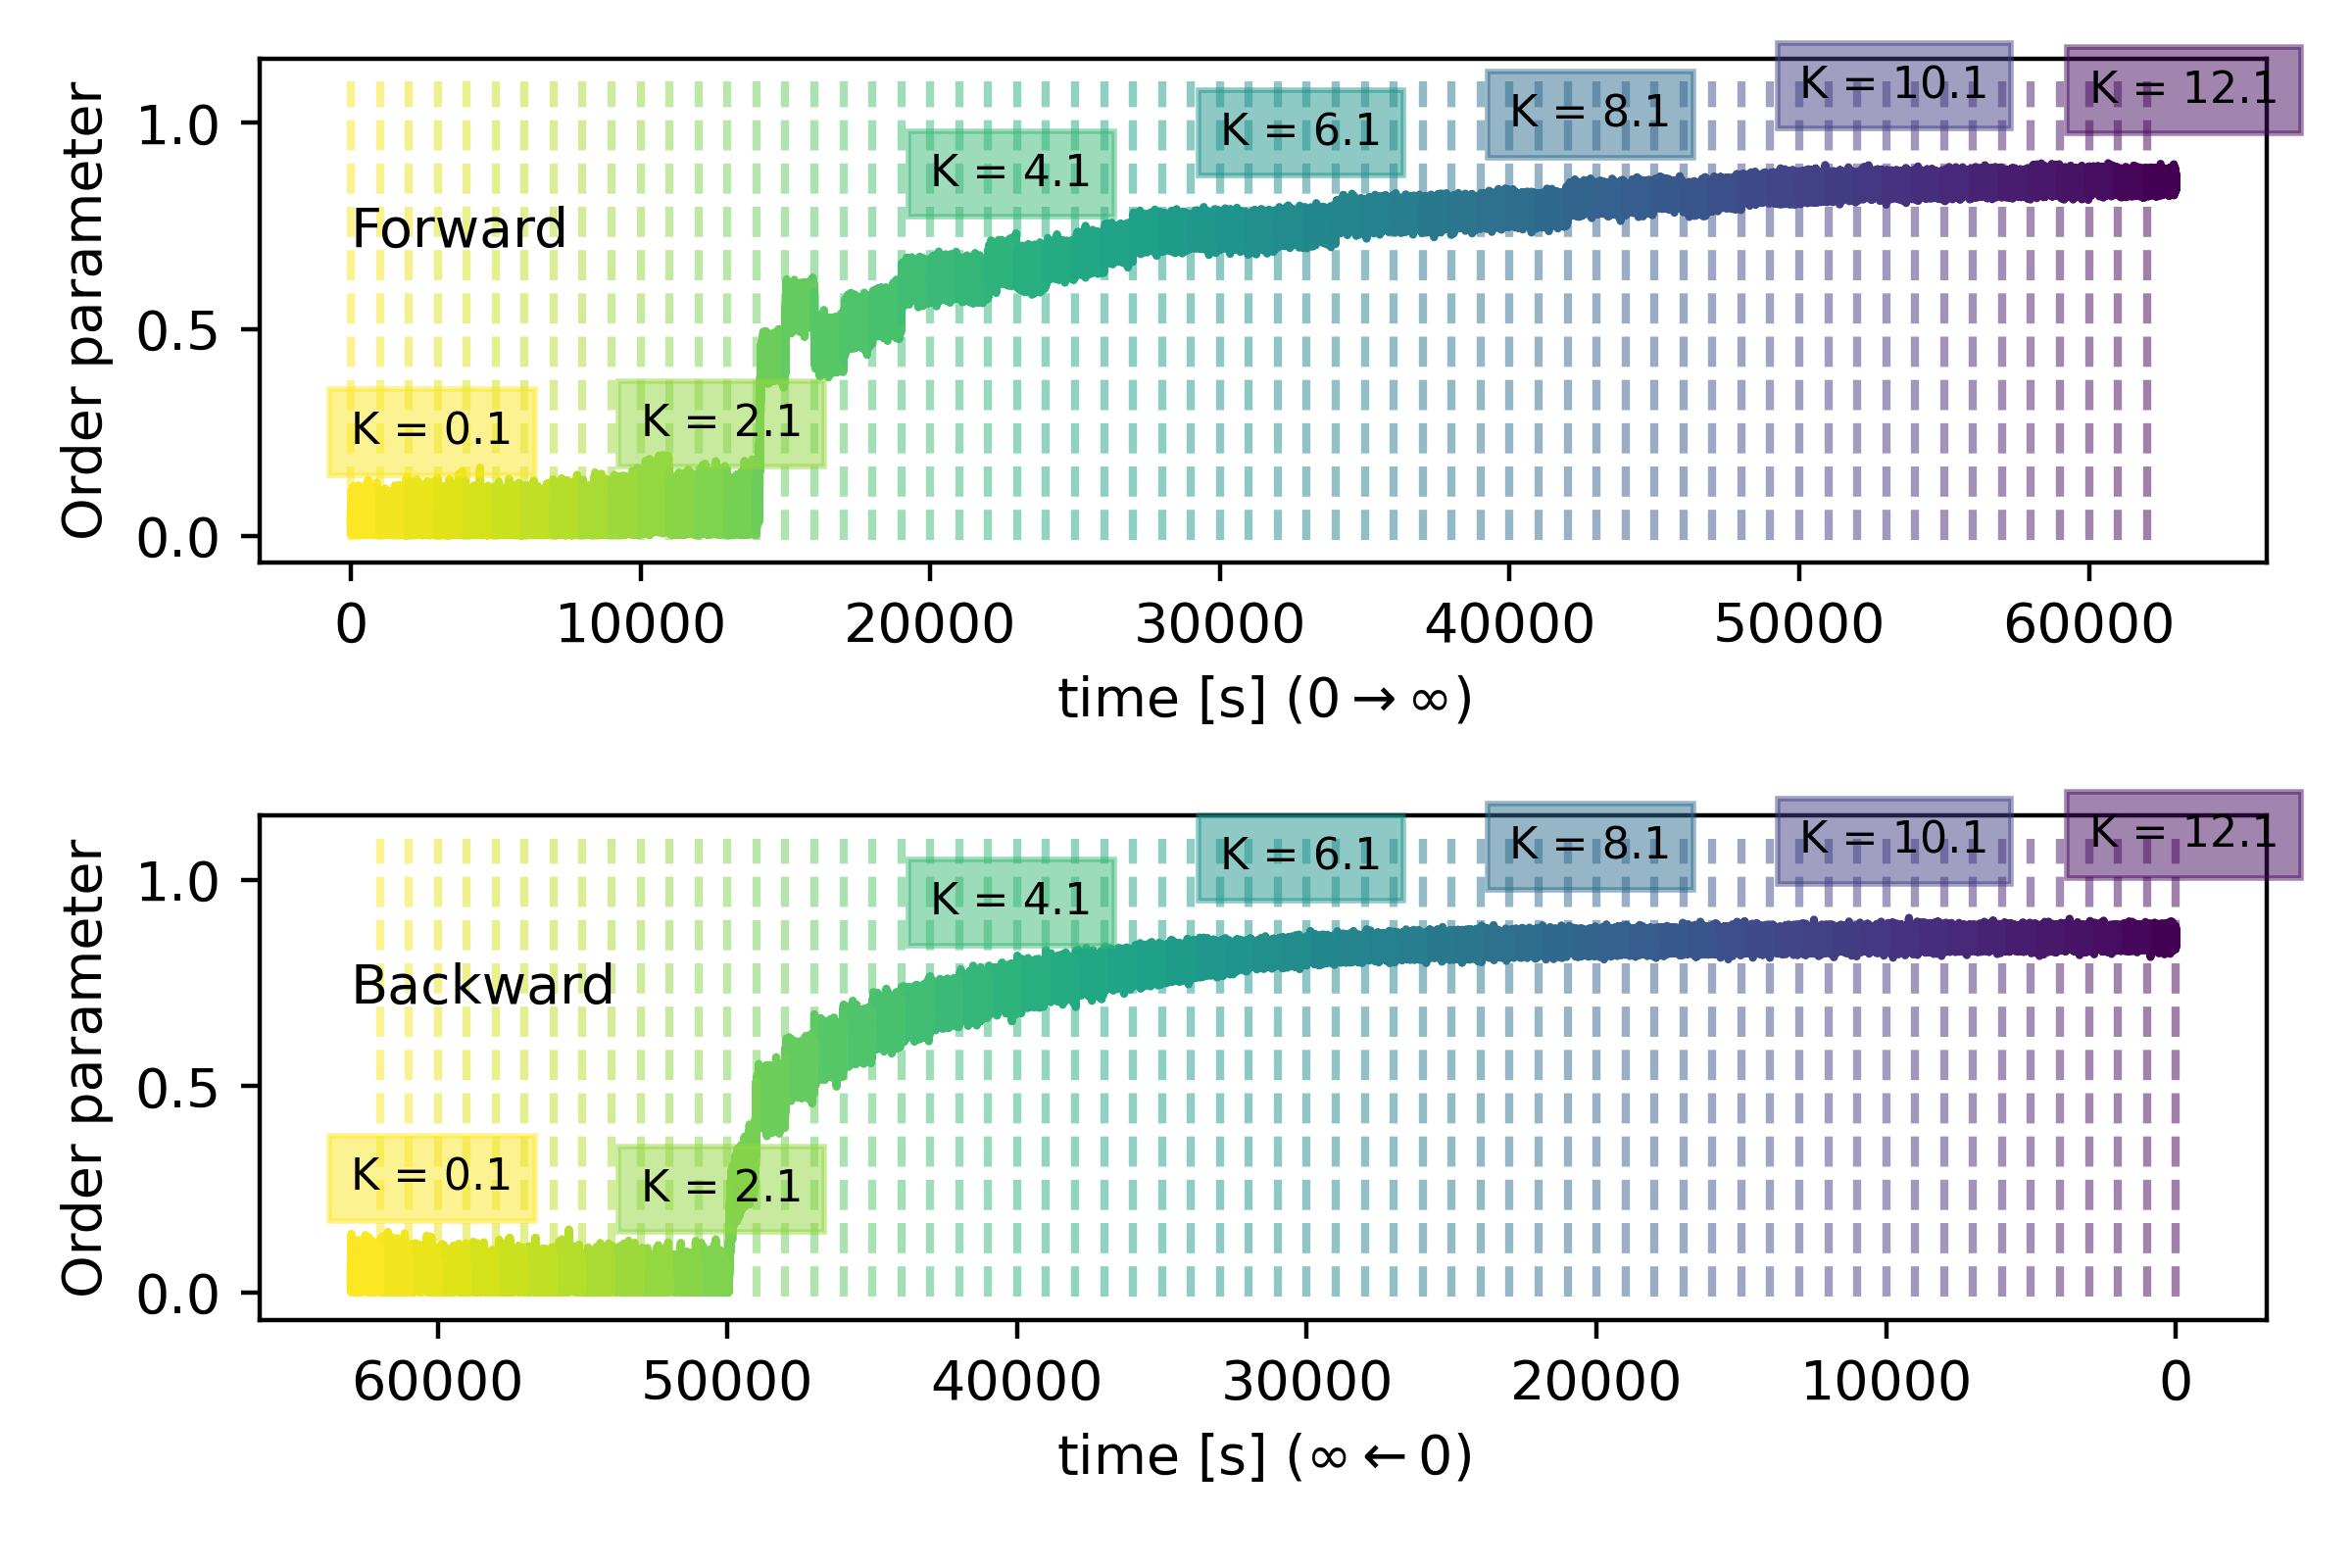 Order parameter
1.0
0.5
0.0
Forward
K = 0.1
K = 2.1
K = 4.1
K = 6.1
K = 8.1
K = 10.1
K = 12.1
0 10000 20000 30000 40000 50000 60000
time [s] (0 → ∞)
Order parameter
1.0
0.5
0.0
Backward
K = 0.1
K = 2.1
K = 4.1
K = 6.1
K = 8.1
K = 10.1
K = 12.1
60000 50000 40000 30000 20000 10000 0
time [s] (∞ ← 0)